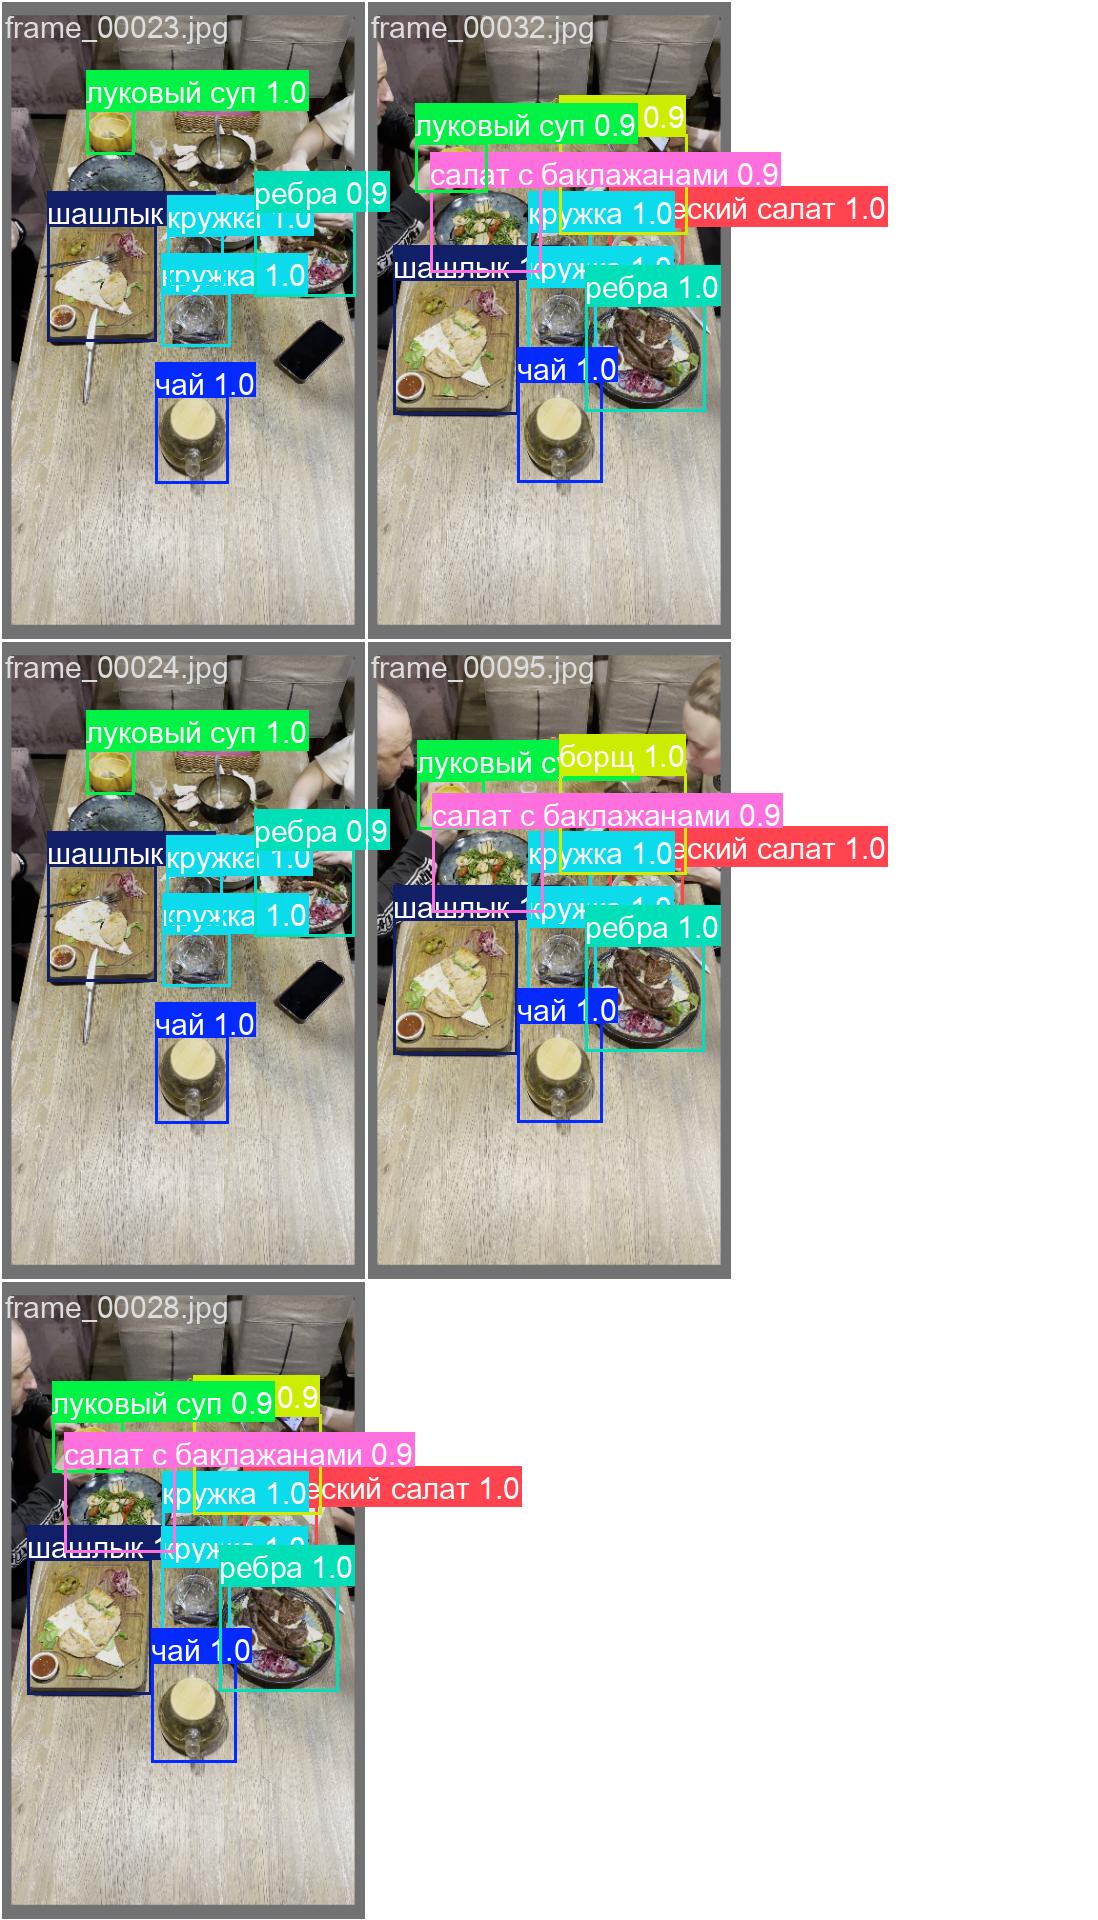 frame_00023.jpg
луковый суп 1.0
ребра 0.9
шашлык
кружка 1.0
кружка 1.0
чай 1.0
frame_00032.jpg
0.9
луковый суп 0.9
салат с баклажанами 0.9
кружка 1.0
еский салат 1.0
шашлык 1
круж
ребра 1.0
чай 1.0
frame_00024.jpg
луковый суп 1.0
ребра 0.9
шашлык
кружка 1.0
кружка 1.0
чай 1.0
frame_00095.jpg
луковый с
борщ 1.0
салат с баклажанами 0.9
кружка 1.0
еский салат 1.0
шашлык 1
круж
ребра 1.0
чай 1.0
frame_00028.jpg
0.9
луковый суп 0.9
салат с баклажанами 0.9
кружка 1.0
еский салат 1.0
шашлык 1
круж
ребра 1.0
чай 1.0